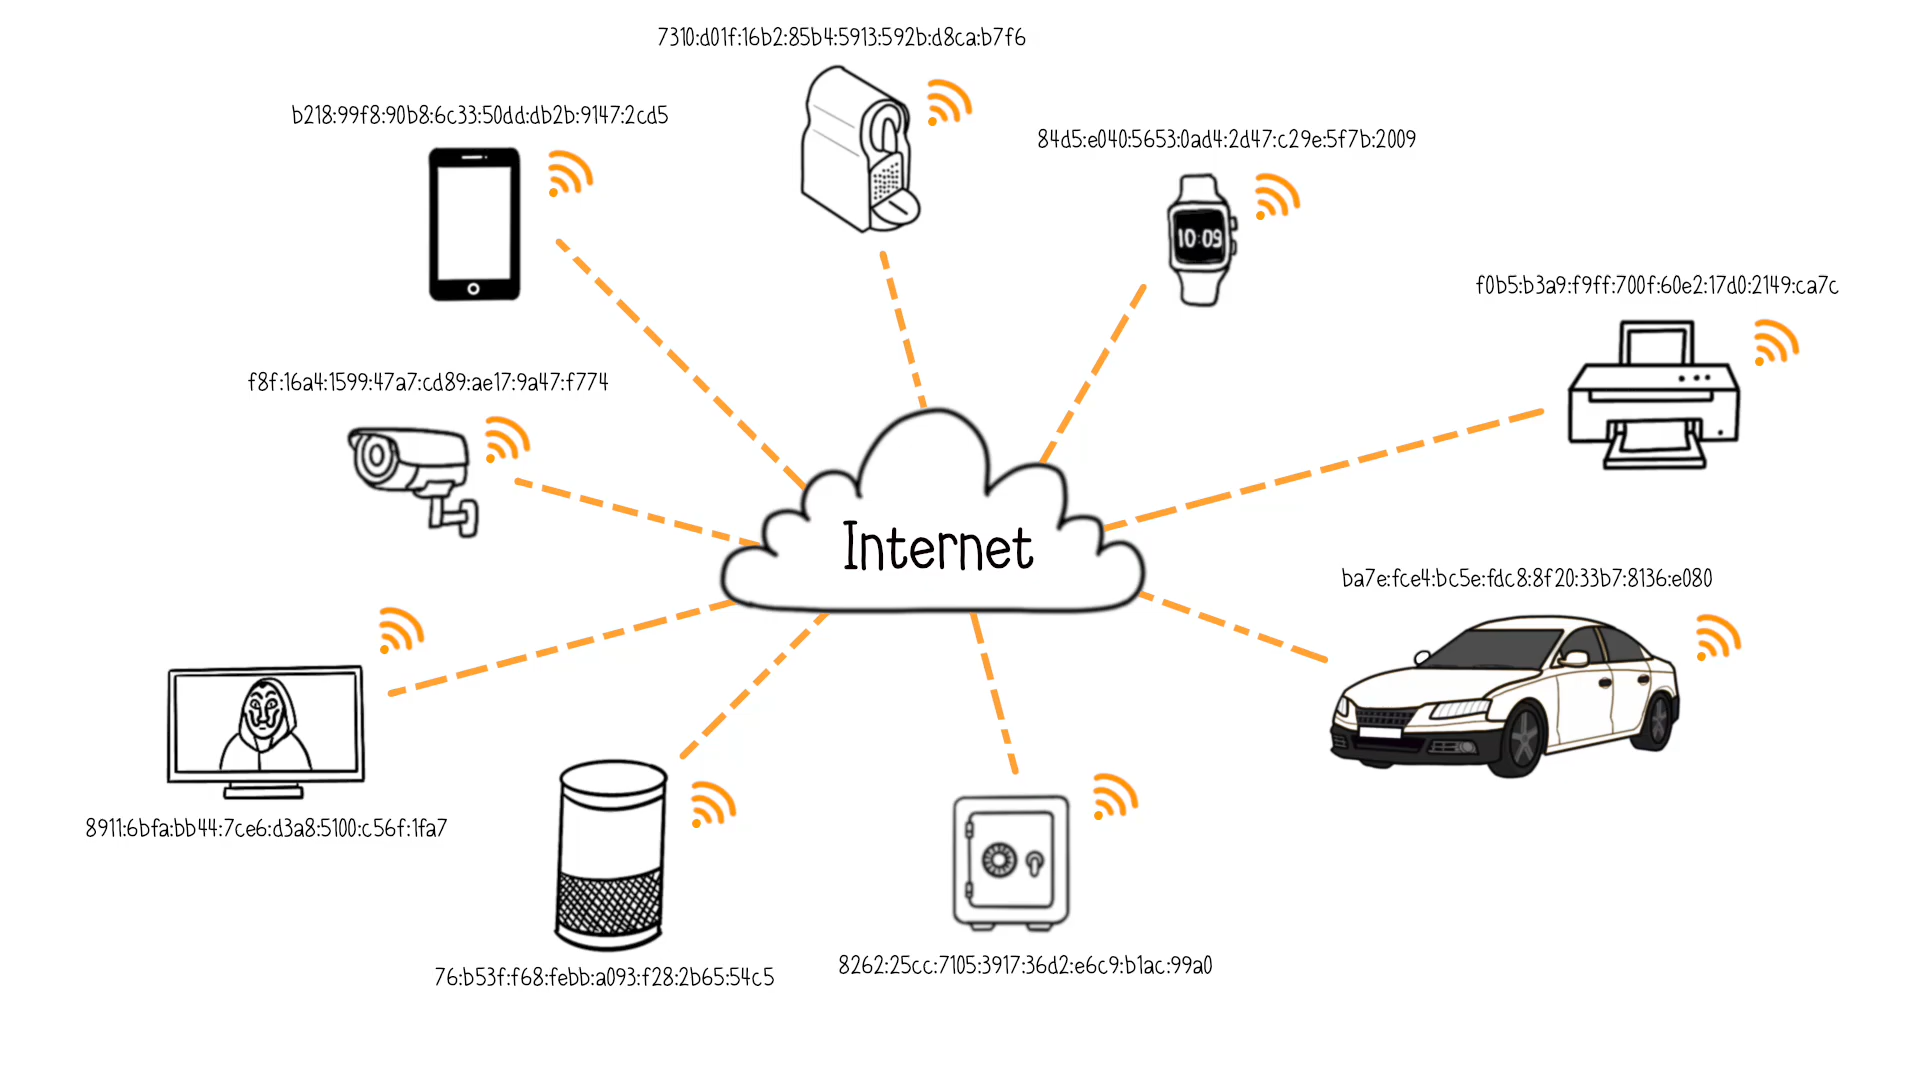 7310:d01f:16b2:85b4:5913:592b:d8ca:b7f6
b218:99f8:90b8:6c33:50dd:db2b:9147:2cd5
84d5:e040:5653:0ad4:2d47:c29e:5f7b:2009
10:09
f0b5:b3a9:f9ff:700f:60e2:17d0:2149:ca7c
f8f:16a4:1599:47a7:cd89:ae17:9a47:f774
Internet
ba7e:fce4:bc5e:fdc8:8f20:33b7:8136:e080
8911:6bfa:bb44:7ce6:d3a8:5100:c56f:1fa7
76:b53f:f68:febb:a093:f28:2b65:54c5
8262:25cc:7105:3917:36d2:e6c9:b1ac:99a0